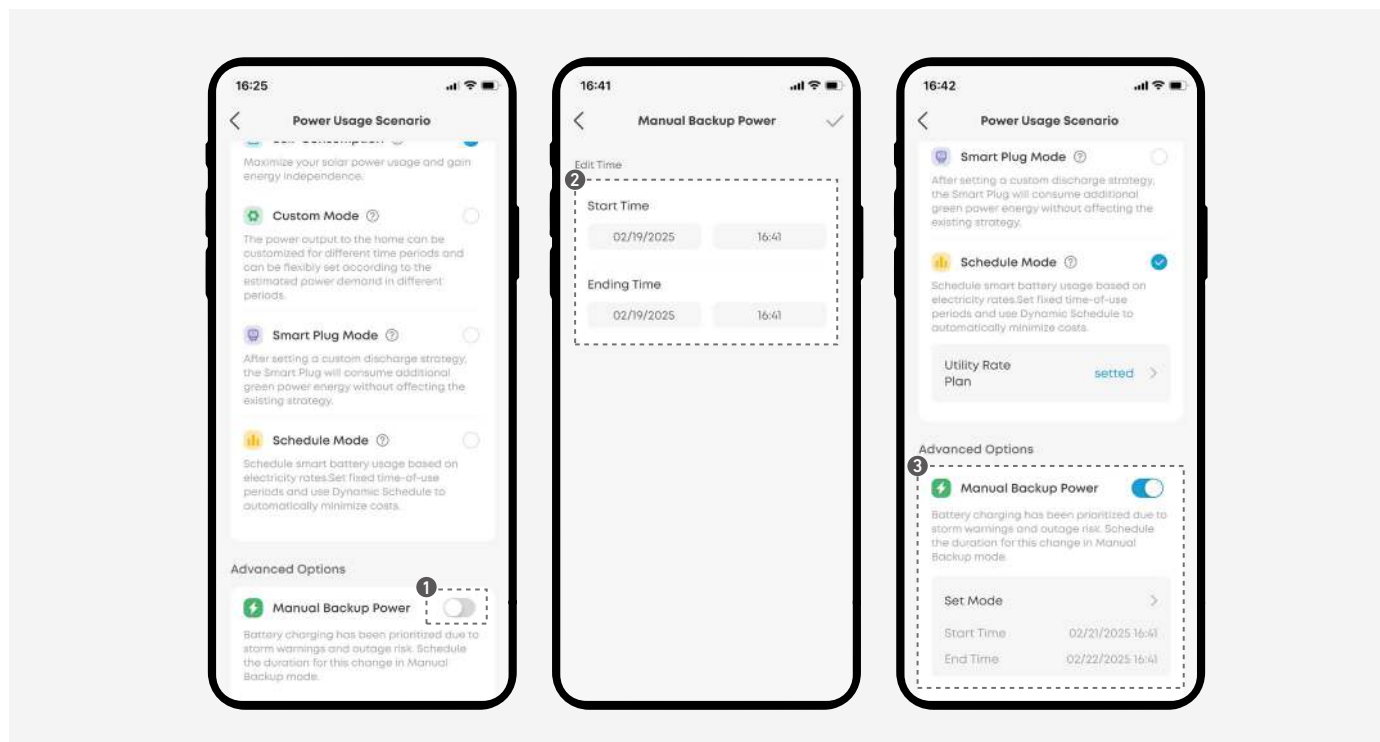 16:25
Power Usage Scenario
Self-Consumption
Maximize your solar power usage and gain
energy independence.
Custom Mode ?
The power output to the home can be
customized for different time periods and
can be flexibly set according to the
estimated power demand in different
periods.
Smart Plug Mode ?
After setting a custom discharge strategy,
the Smart Plug will consume additional
green power energy without affecting the
existing strategy.
Schedule Mode ?
Schedule smart battery usage based on
electricity rates.Set fixed time-of-use
periods and use Dynamic Schedule to
automatically minimize costs.
Advanced Options
1
Manual Backup Power
Battery charging has been prioritized due to
storm warnings and outage risk. Schedule
the duration for this change in Manual
Backup mode.
16:41
Manual Backup Power
Edit Time
2
Start Time
02/19/2025 16:41
Ending Time
02/19/2025 16:41
16:42
Power Usage Scenario
Smart Plug Mode ?
After setting a custom discharge strategy,
the Smart Plug will consume additional
green power energy without affecting the
existing strategy.
Schedule Mode ?
Schedule smart battery usage based on
electricity rates.Set fixed time-of-use
periods and use Dynamic Schedule to
automatically minimize costs.
Utility Rate
Plan
setted
Advanced Options
3
Manual Backup Power
Battery charging has been prioritized due to
storm warnings and outage risk. Schedule
the duration for this change in Manual
Backup mode.
Set Mode
Start Time 02/21/2025 16:41
End Time 02/22/2025 16:41